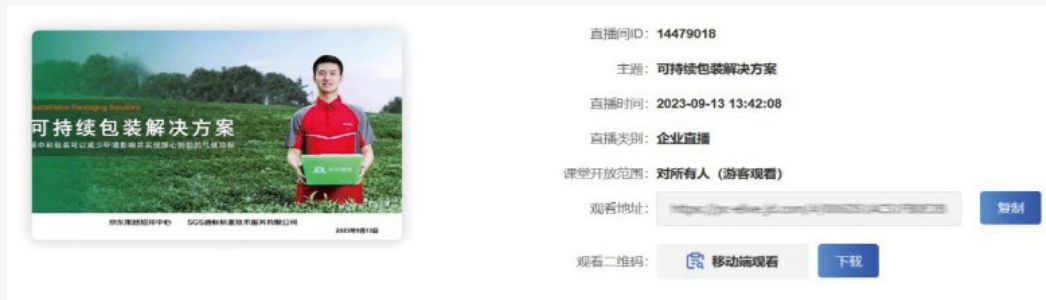 Sustainable Packaging Solutions
可持续包装解决方案
京东集团招采中心 SGS通标标准技术服务有限公司
2023年9月13日
直播间ID: 14479018
主题: 可持续包装解决方案
直播时间: 2023-09-13 13:42:08
直播类别: 企业直播
课堂开放范围: 对所有人（游客观看）
观看地址:
复制
观看二维码:
移动端观看
下载